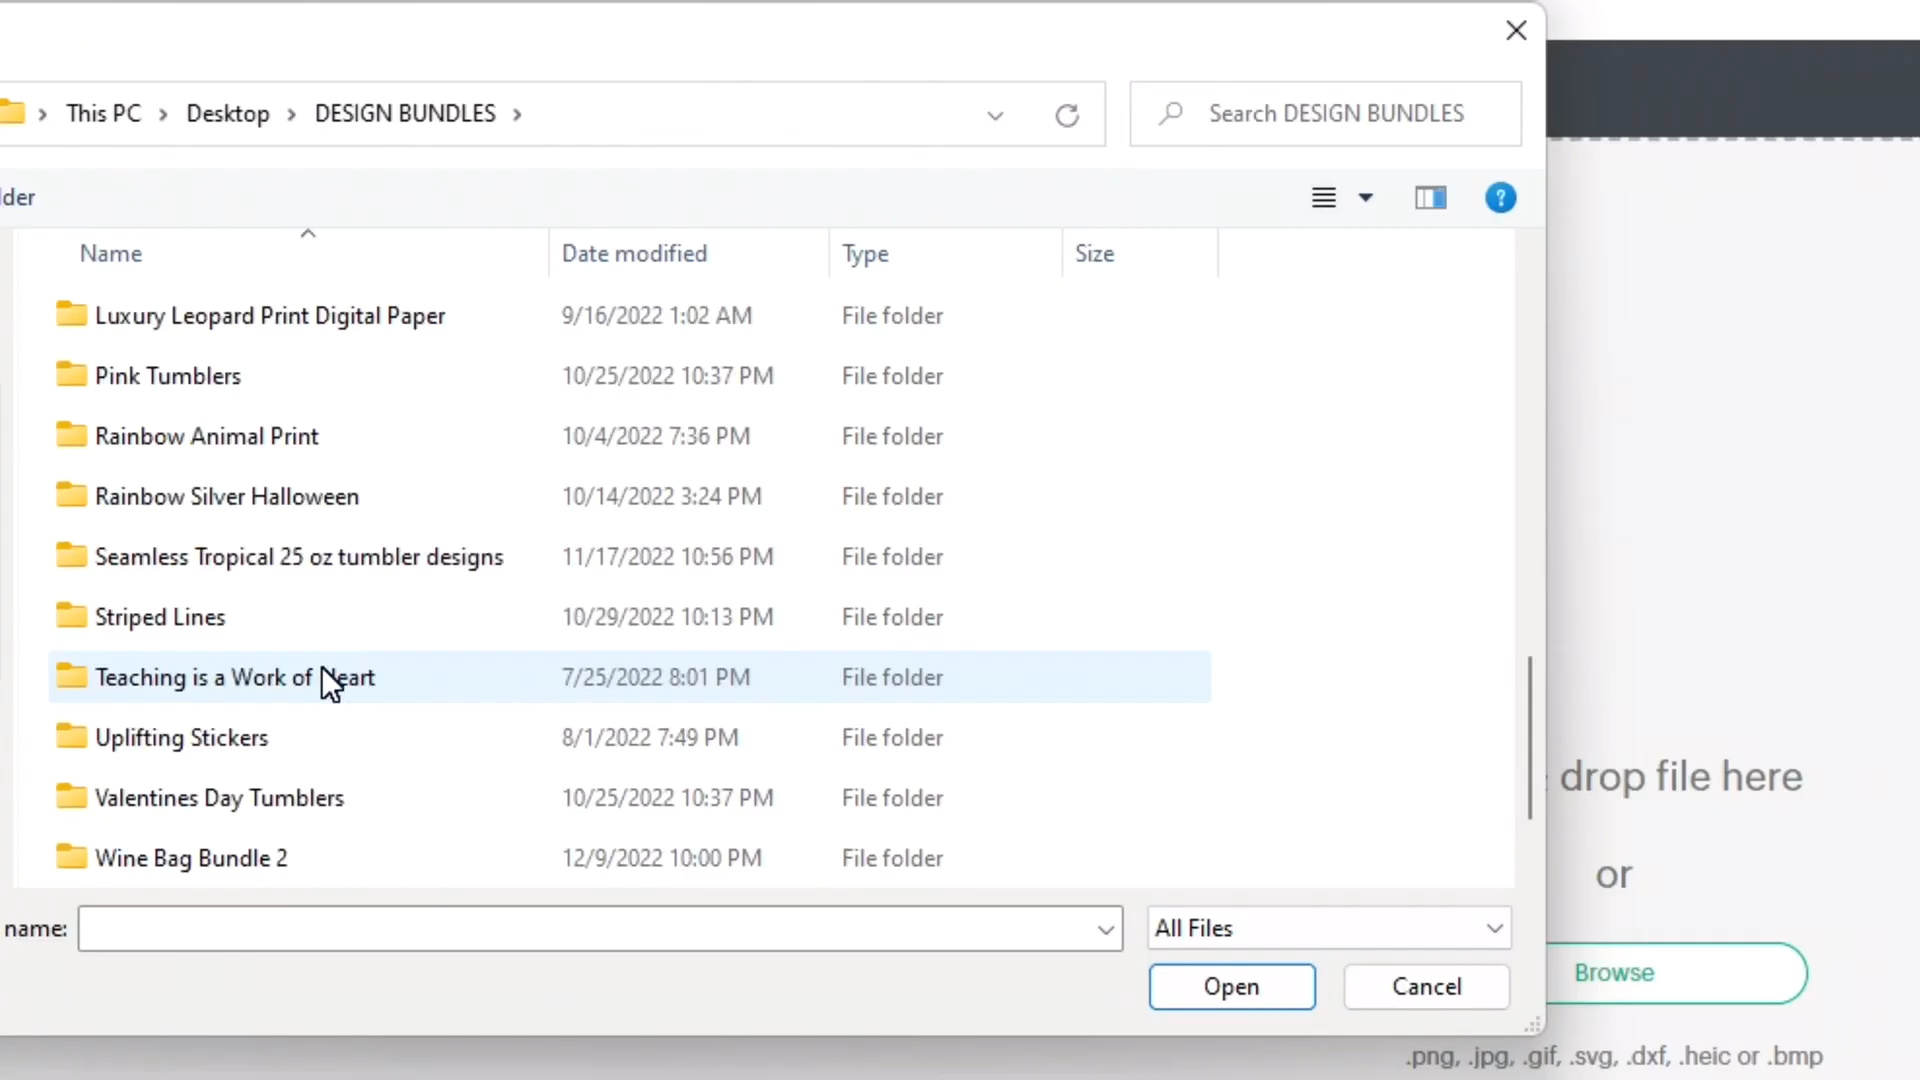 This PC > Desktop > DESIGN BUNDLES >
Search DESIGN BUNDLES
lder
Name Date modified Type Size
Luxury Leopard Print Digital Paper 9/16/2022 1:02 AM File folder
Pink Tumblers 10/25/2022 10:37 PM File folder
Rainbow Animal Print 10/4/2022 7:36 PM File folder
Rainbow Silver Halloween 10/14/2022 3:24 PM File folder
Seamless Tropical 25 oz tumbler designs 11/17/2022 10:56 PM File folder
Striped Lines 10/29/2022 10:13 PM File folder
Teaching is a Work of Heart 7/25/2022 8:01 PM File folder
Uplifting Stickers 8/1/2022 7:49 PM File folder
Valentines Day Tumblers 10/25/2022 10:37 PM File folder
Wine Bag Bundle 2 12/9/2022 10:00 PM File folder
name:
All Files
Open Cancel
drop file here
or
Browse
.png, .jpg, .gif, .svg, .dxf, .heic or .bmp